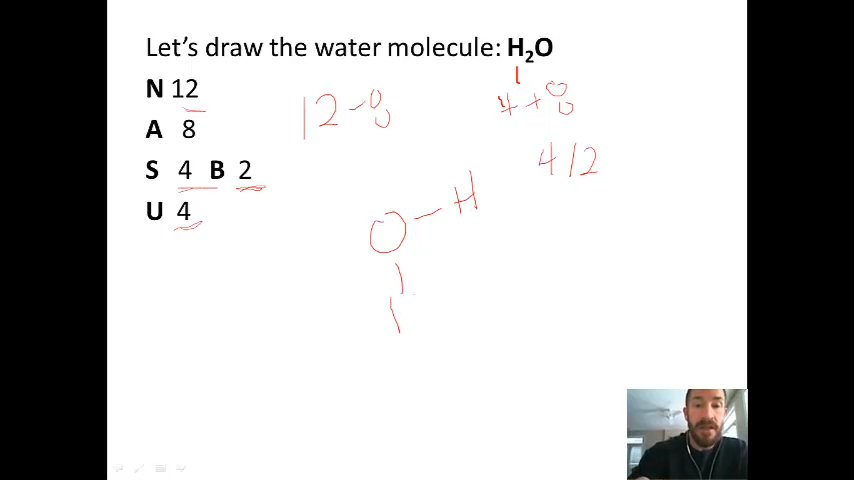 Let's draw the water molecule: H₂O
N 12
A 8
S 4 B 2
U 4
12 - 8
4 + 8
4/2
O - H